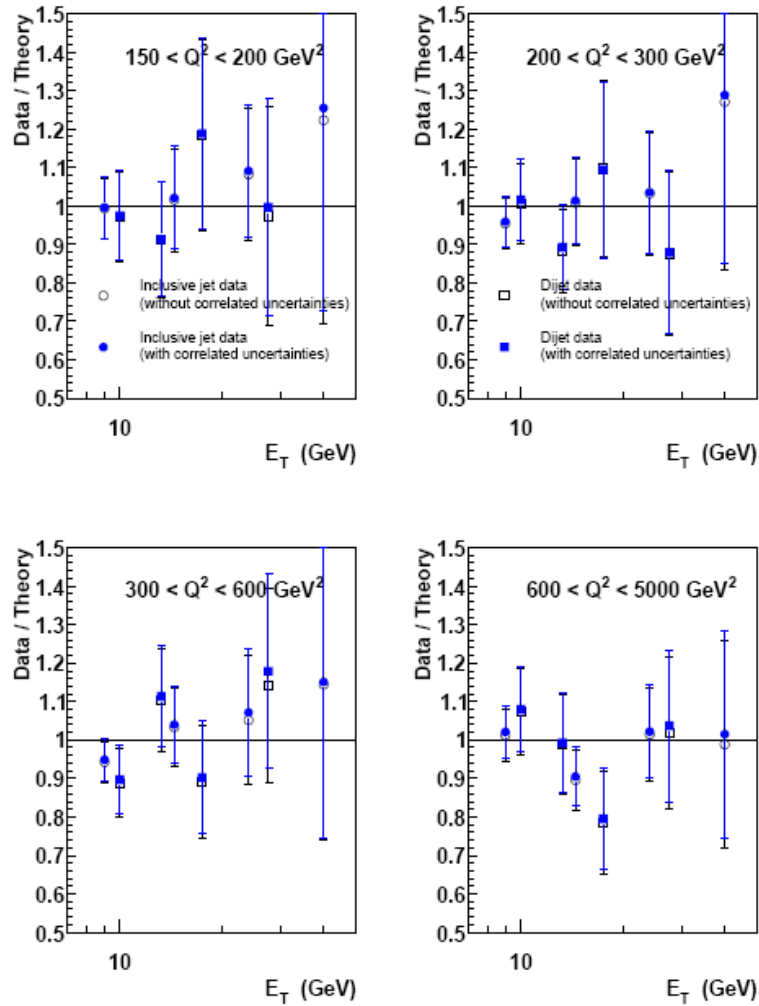 1.5
1.4
1.3
1.2
1.1
1
0.9
0.8
0.7
0.6
0.5
Data / Theory
150 < Q² < 200 GeV²
Inclusive jet data
(without correlated uncertainties)
Inclusive jet data
(with correlated uncertainties)
10
E_T (GeV)
1.5
1.4
1.3
1.2
1.1
1
0.9
0.8
0.7
0.6
0.5
Data / Theory
200 < Q² < 300 GeV²
Dijet data
(without correlated uncertainties)
Dijet data
(with correlated uncertainties)
10
E_T (GeV)
1.5
1.4
1.3
1.2
1.1
1
0.9
0.8
0.7
0.6
0.5
Data / Theory
300 < Q² < 600 GeV²
10
E_T (GeV)
1.5
1.4
1.3
1.2
1.1
1
0.9
0.8
0.7
0.6
0.5
Data / Theory
600 < Q² < 5000 GeV²
10
E_T (GeV)